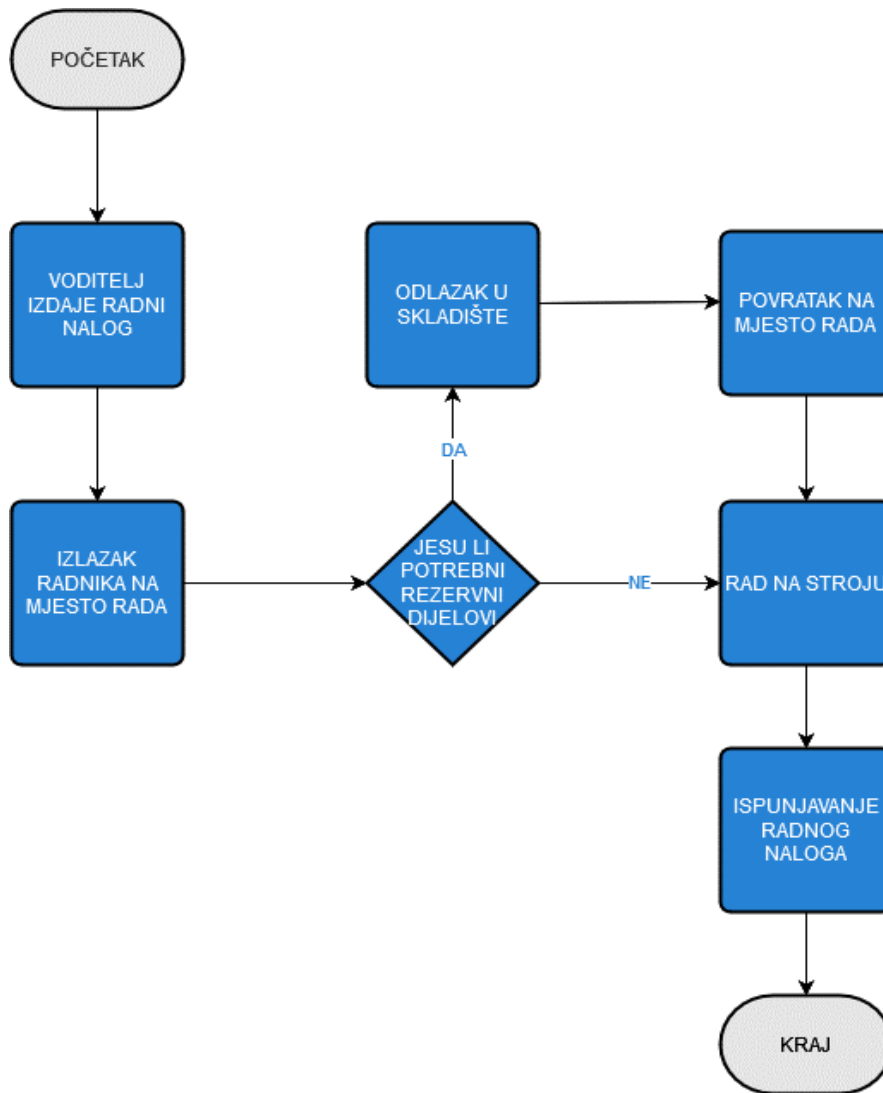 POČETAK
VODITELJ
IZDAJE RADNI
NALOG
IZLAZAK
RADNIKA NA
MJESTO RADA
JESU LI
POTREBNI
REZERVNI
DIJELOVI
DA
ODLAZAK U
SKLADIŠTE
POVRATAK NA
MJESTO RADA
NE
RAD NA STROJU
ISPUNJAVANJE
RADNOG
NALOGA
KRAJ